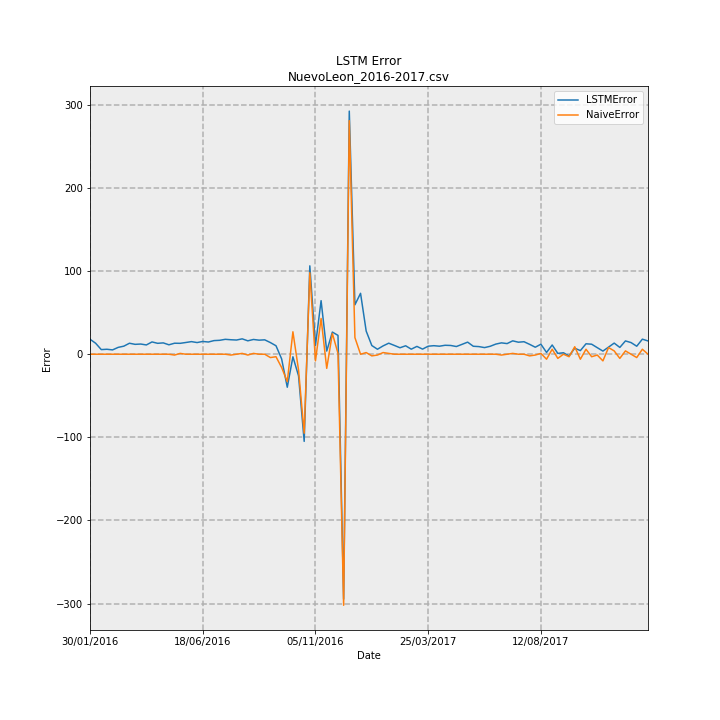 LSTM Error
NuevoLeon_2016-2017.csv
LSTMError
NaiveError
300
200
100
0
−100
−200
−300
Error
30/01/2016
18/06/2016
05/11/2016
25/03/2017
12/08/2017
Date